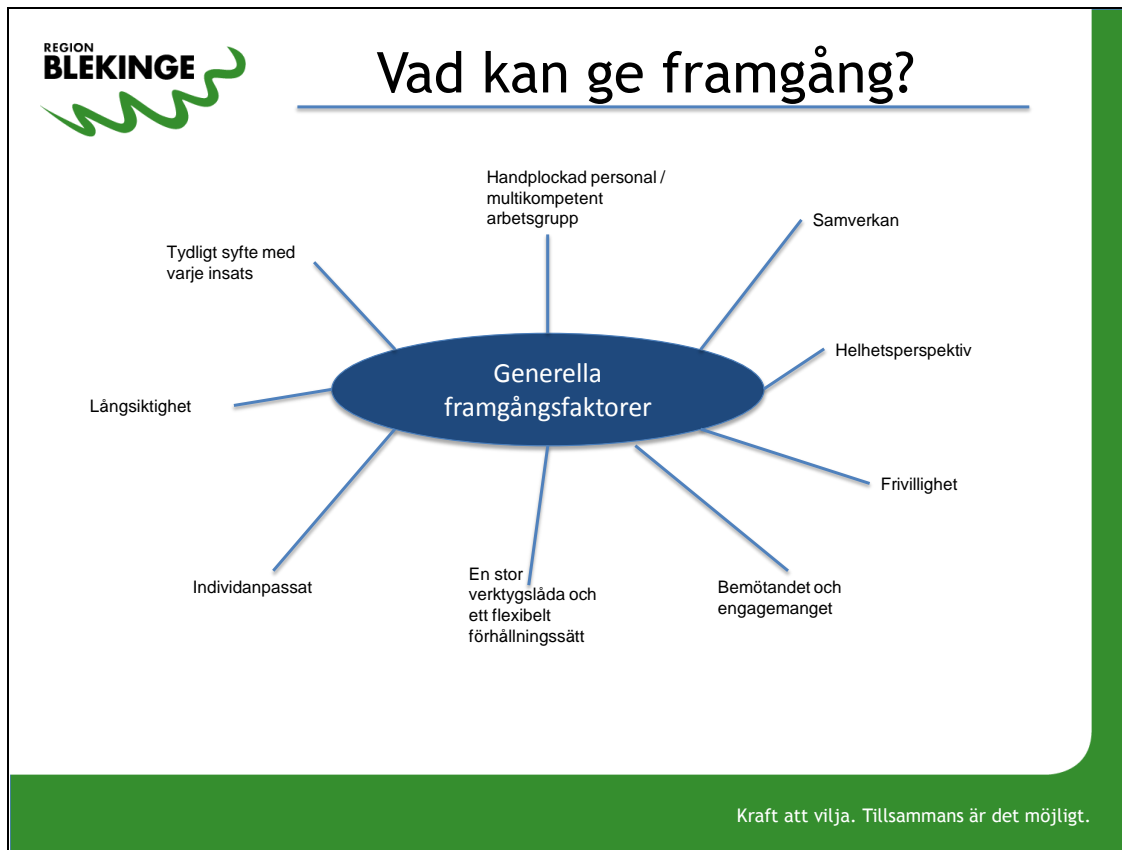 REGION
BLEKINGE
Vad kan ge framgång?
Handplockad personal /
multikompetent
arbetsgrupp
Samverkan
Tydligt syfte med
varje insats
Helhetsperspektiv
Generella
framgångsfaktorer
Långsiktighet
Frivillighet
Individanpassat
En stor
verktygslåda och
ett flexibelt
förhållningssätt
Bemötandet och
engagemanget
Kraft att vilja. Tillsammans är det möjligt.